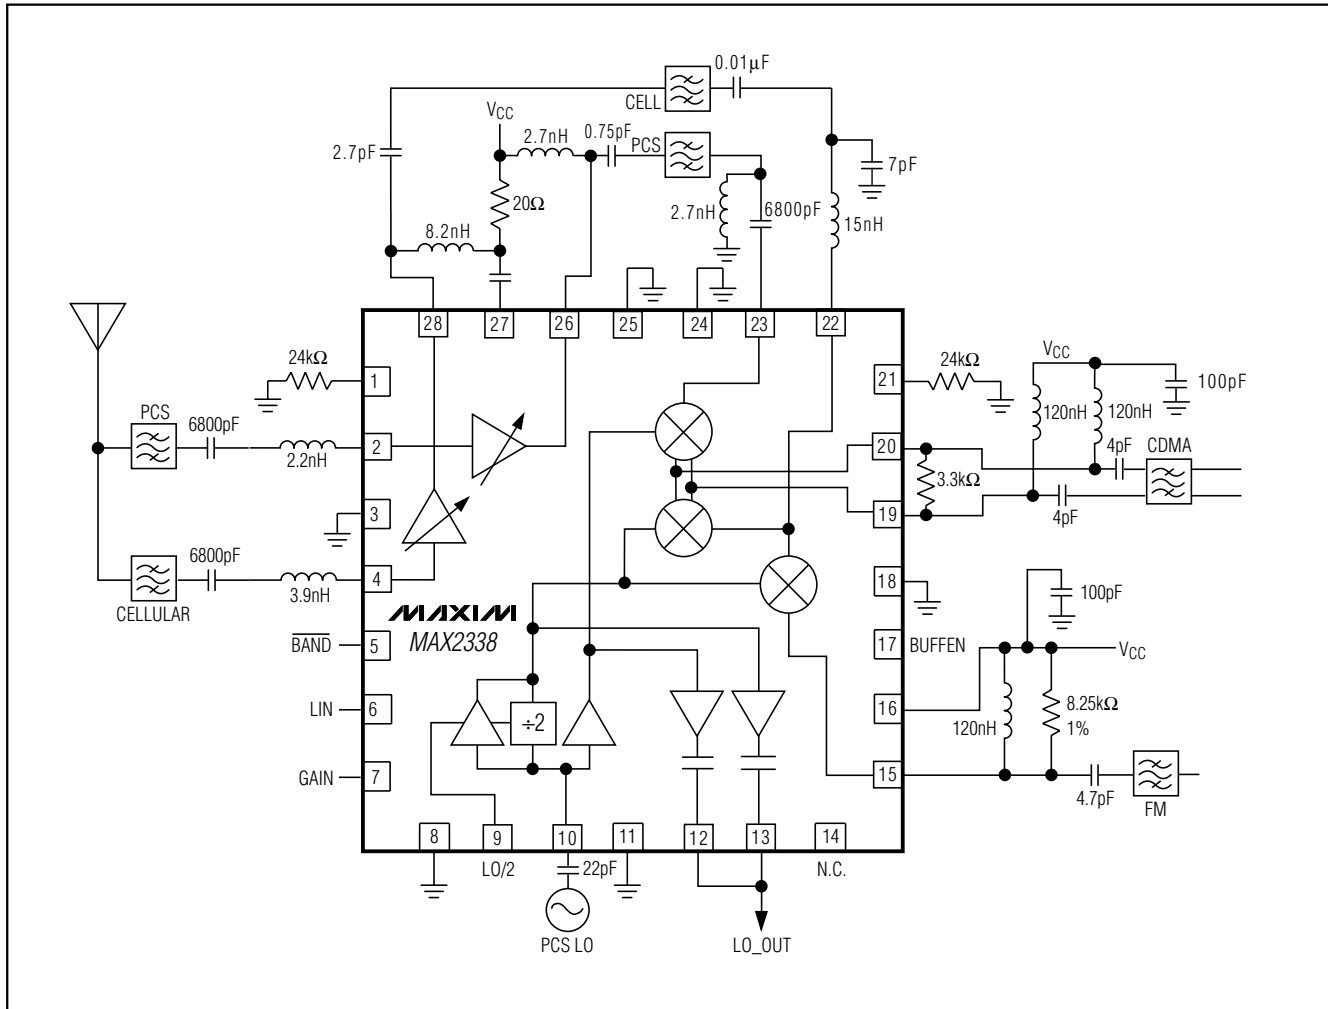 0.01µF
CELL
VCC
2.7nH
0.75pF
PCS
2.7pF
7pF
20Ω
2.7nH
6800pF
15nH
8.2nH
28
27
26
25
24
23
22
24kΩ
1
21
24kΩ
VCC
100pF
120nH
120nH
PCS
6800pF
2.2nH
2
20
4pF
CDMA
3.3kΩ
3
19
4pF
6800pF
CELLULAR
3.9nH
4
18
100pF
MAXIM
MAX2338
BAND
5
17
BUFFEN
VCC
LIN
6
16
120nH
8.25kΩ
1%
÷2
GAIN
7
15
4.7pF
FM
8
9
10
11
12
13
14
LO/2
22pF
N.C.
PCS LO
LO_OUT